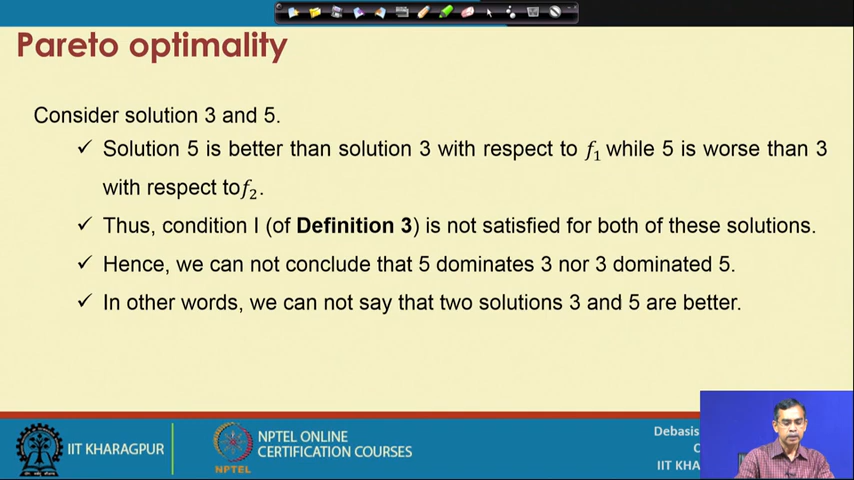 Pareto optimality
Consider solution 3 and 5.
✓ Solution 5 is better than solution 3 with respect to f₁ while 5 is worse than 3
with respect tof₂.
✓ Thus, condition I (of Definition 3) is not satisfied for both of these solutions.
✓ Hence, we can not conclude that 5 dominates 3 nor 3 dominated 5.
✓ In other words, we can not say that two solutions 3 and 5 are better.
IIT KHARAGPUR
NPTEL
NPTEL ONLINE
CERTIFICATION COURSES
Debasis
IIT KHA